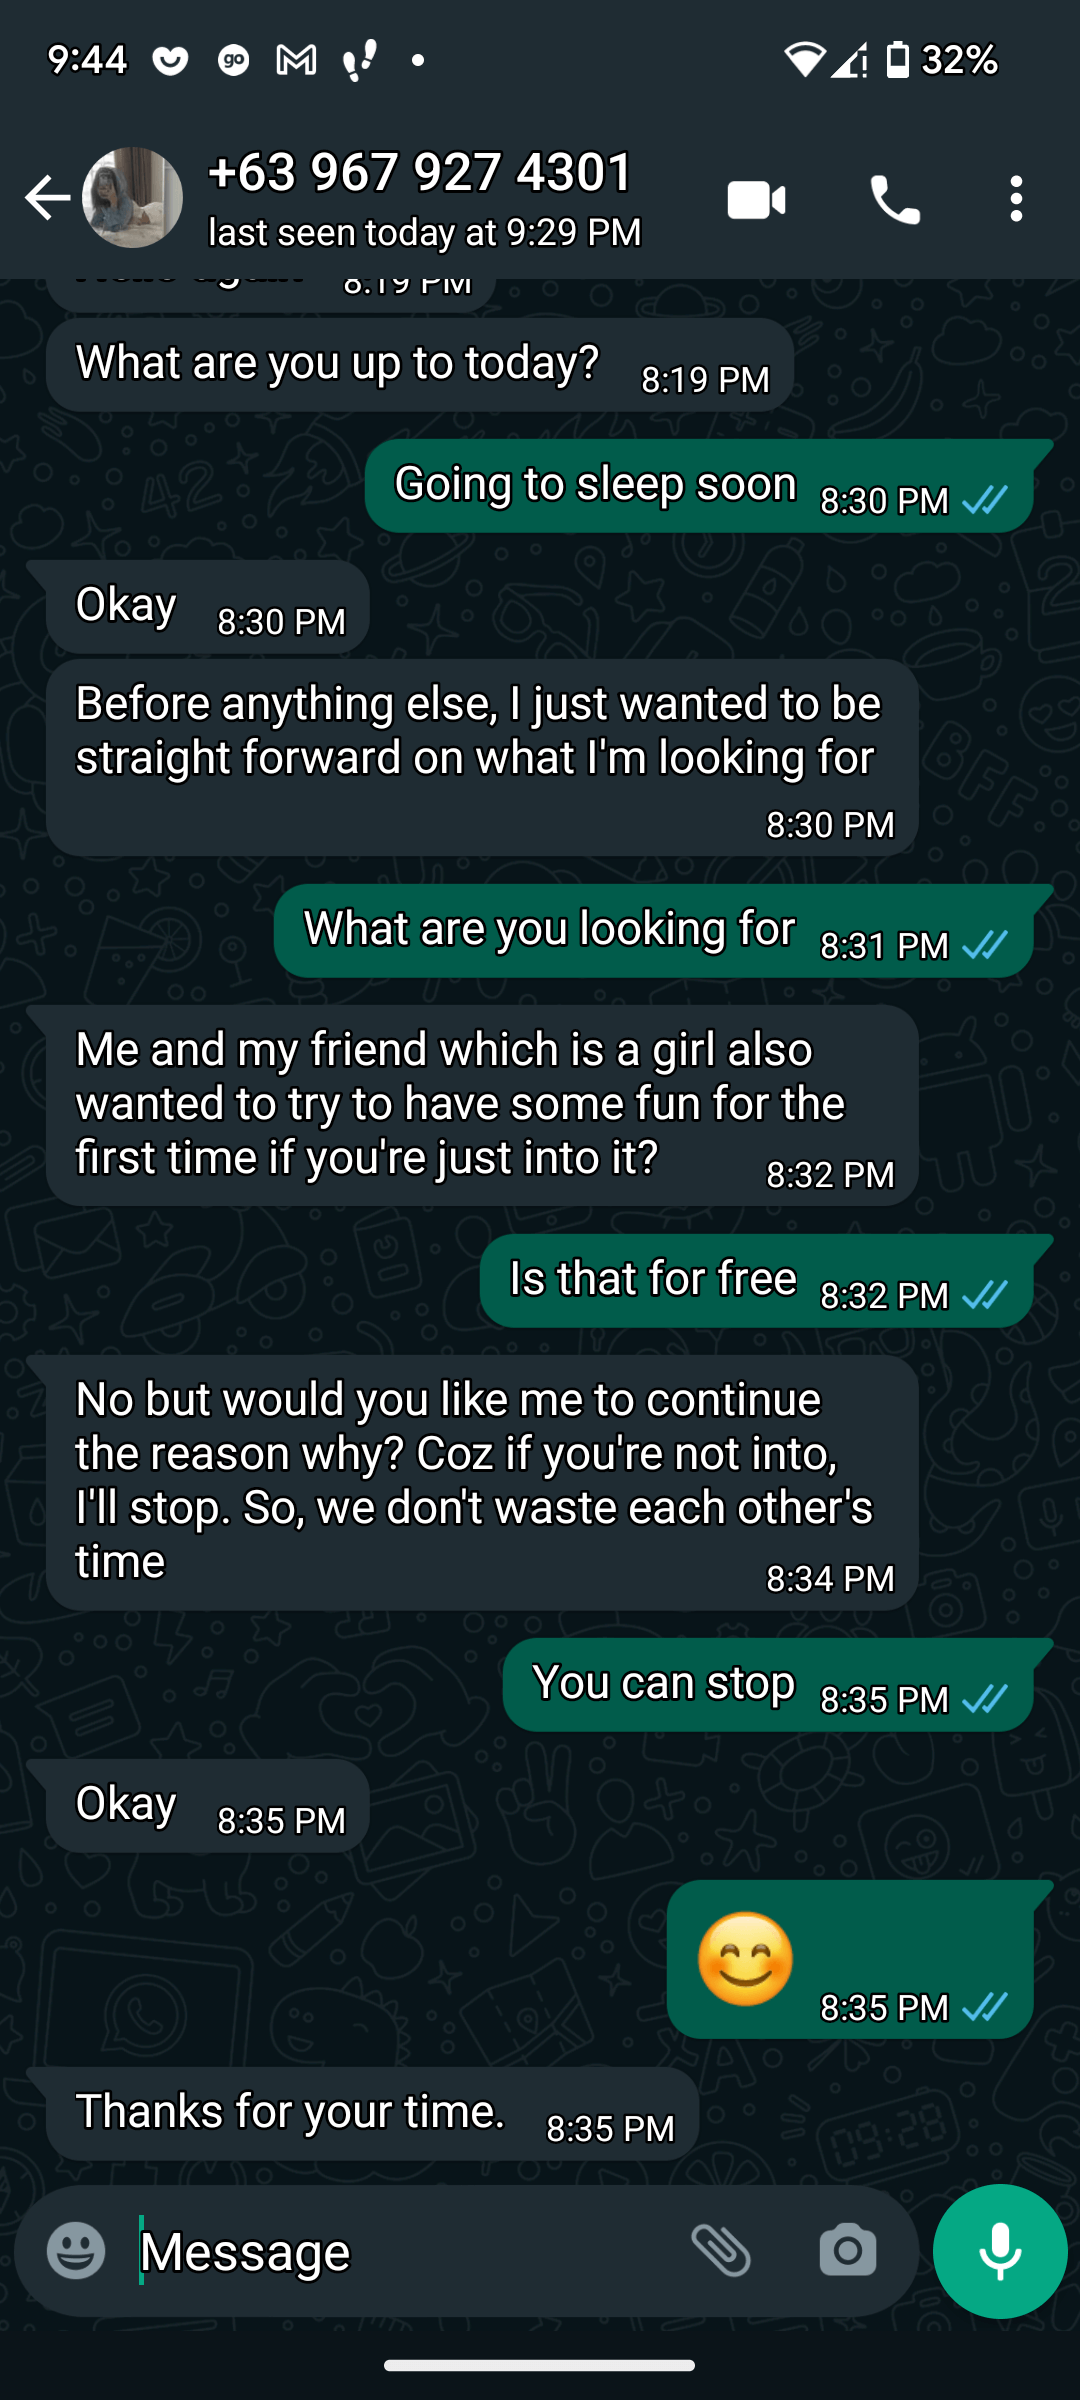 9:44
go
32%
+63 967 927 4301
last seen today at 9:29 PM
8:19 PM
What are you up to today? 8:19 PM
Going to sleep soon 8:30 PM
Okay 8:30 PM
Before anything else, I just wanted to be
straight forward on what I'm looking for
8:30 PM
What are you looking for 8:31 PM
Me and my friend which is a girl also
wanted to try to have some fun for the
first time if you're just into it? 8:32 PM
Is that for free 8:32 PM
No but would you like me to continue
the reason why? Coz if you're not into,
I'll stop. So, we don't waste each other's
time 8:34 PM
You can stop 8:35 PM
Okay 8:35 PM
8:35 PM
Thanks for your time. 8:35 PM
Message